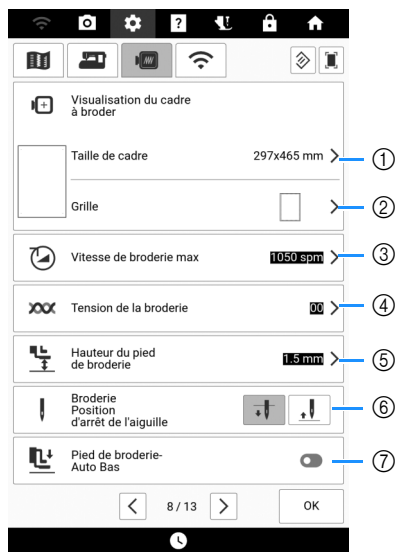 Visualisation du cadre
à broder
Taille de cadre 297x465 mm ①
Grille ②
Vitesse de broderie max 1050 spm ③
Tension de la broderie 00 ④
Hauteur du pied
de broderie 1.5 mm ⑤
Broderie
Position
d'arrêt de l'aiguille ⑥
Pied de broderie-
Auto Bas ⑦
8 / 13 OK